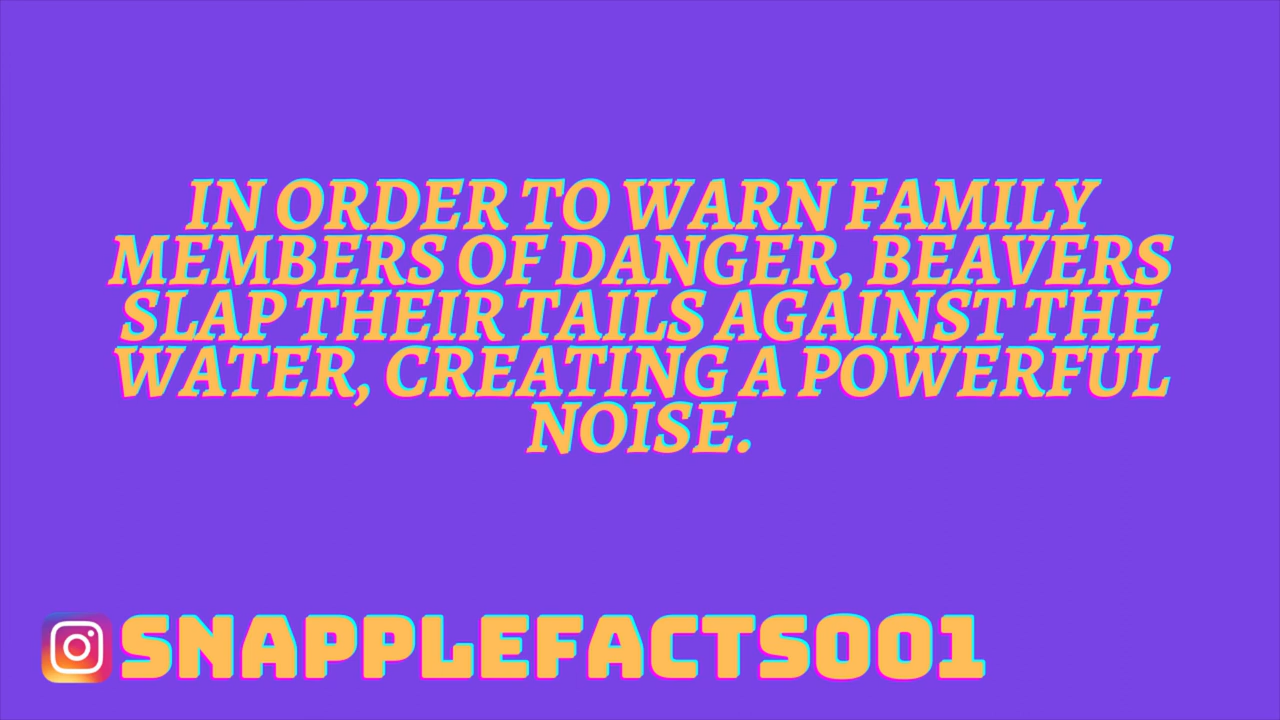 IN ORDER TO WARN FAMILY
MEMBERS OF DANGER, BEAVERS
SLAP THEIR TAILS AGAINST THE
WATER, CREATING A POWERFUL
NOISE.
SNAPPLEFACTS001